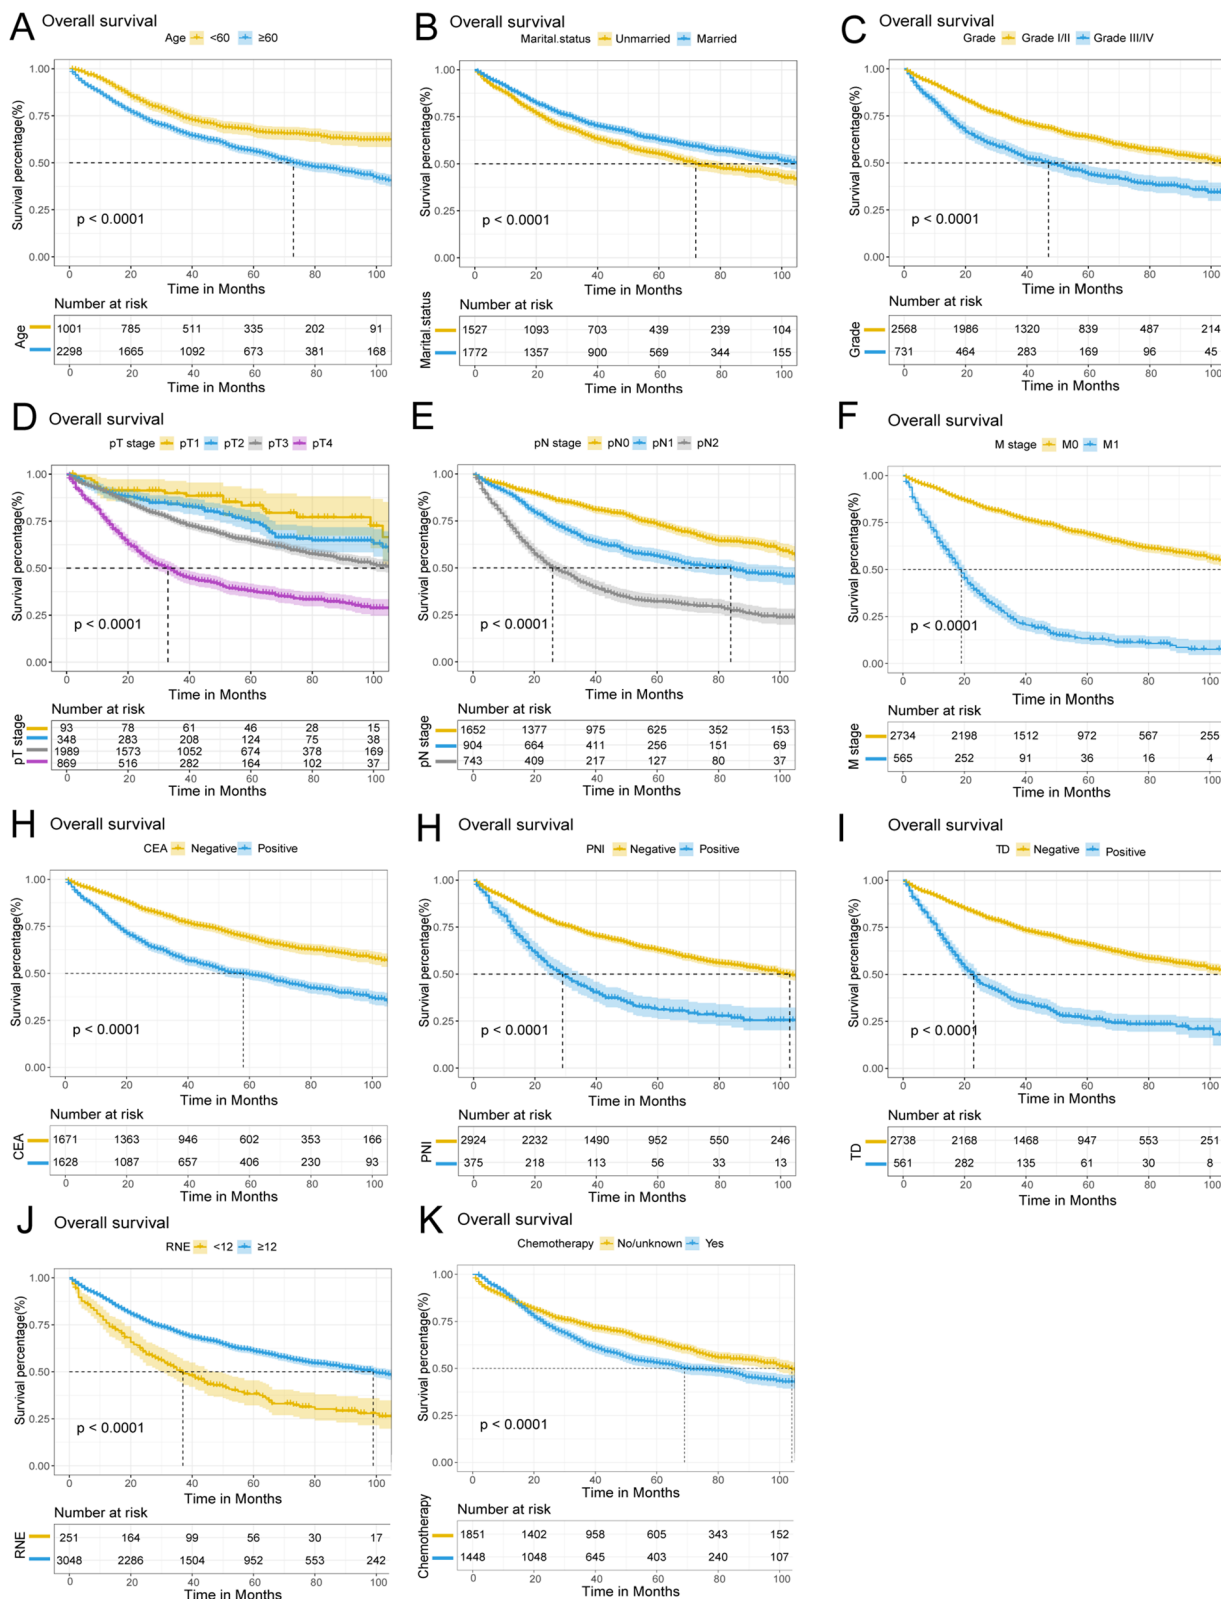 A Overall survival
Age <60 ≥60
Survival percentage(%)
1.00
0.75
0.50
0.25
0.00
p < 0.0001
0 20 40 60 80 100
Time in Months
Number at risk
Age
1001 785 511 335 202 91
2298 1665 1092 673 381 168
0 20 40 60 80 100
Time in Months
B Overall survival
Marital.status Unmarried Married
Survival percentage(%)
1.00
0.75
0.50
0.25
0.00
p < 0.0001
0 20 40 60 80 100
Time in Months
Number at risk
Marital.status
1527 1093 703 439 239 104
1772 1357 900 569 344 155
0 20 40 60 80 100
Time in Months
C Overall survival
Grade Grade I/II Grade III/IV
Survival percentage(%)
1.00
0.75
0.50
0.25
0.00
p < 0.0001
0 20 40 60 80 100
Time in Months
Number at risk
Grade
2568 1986 1320 839 487 214
731 464 283 169 96 45
0 20 40 60 80 100
Time in Months
D Overall survival
pT stage pT1 pT2 pT3 pT4
Survival percentage(%)
1.00
0.75
0.50
0.25
0.00
p < 0.0001
0 20 40 60 80 100
Time in Months
Number at risk
pT stage
93 78 61 46 28 15
348 283 208 124 75 38
1989 1573 1052 674 378 169
869 516 282 164 102 37
0 20 40 60 80 100
Time in Months
E Overall survival
pN stage pN0 pN1 pN2
Survival percentage(%)
1.00
0.75
0.50
0.25
0.00
p < 0.0001
0 20 40 60 80 100
Time in Months
Number at risk
pN stage
1652 1377 975 625 352 153
904 664 411 256 151 69
743 409 217 127 80 37
0 20 40 60 80 100
Time in Months
F Overall survival
M stage M0 M1
Survival percentage(%)
1.00
0.75
0.50
0.25
0.00
p < 0.0001
0 20 40 60 80 100
Time in Months
Number at risk
M stage
2734 2198 1512 972 567 255
565 252 91 36 16 4
0 20 40 60 80 100
Time in Months
H Overall survival
CEA Negative Positive
Survival percentage(%)
1.00
0.75
0.50
0.25
0.00
p < 0.0001
0 20 40 60 80 100
Time in Months
Number at risk
CEA
1671 1363 946 602 353 166
1628 1087 657 406 230 93
0 20 40 60 80 100
Time in Months
H Overall survival
PNI Negative Positive
Survival percentage(%)
1.00
0.75
0.50
0.25
0.00
p < 0.0001
0 20 40 60 80 100
Time in Months
Number at risk
PNI
2924 2232 1490 952 550 246
375 218 113 56 33 13
0 20 40 60 80 100
Time in Months
I Overall survival
TD Negative Positive
Survival percentage(%)
1.00
0.75
0.50
0.25
0.00
p < 0.0001
0 20 40 60 80 100
Time in Months
Number at risk
TD
2738 2168 1468 947 553 251
561 282 135 61 30 8
0 20 40 60 80 100
Time in Months
J Overall survival
RNE <12 ≥12
Survival percentage(%)
1.00
0.75
0.50
0.25
0.00
p < 0.0001
0 20 40 60 80 100
Time in Months
Number at risk
RNE
251 164 99 56 30 17
3048 2286 1504 952 553 242
0 20 40 60 80 100
Time in Months
K Overall survival
Chemotherapy No/unknown Yes
Survival percentage(%)
1.00
0.75
0.50
0.25
0.00
p < 0.0001
0 20 40 60 80 100
Time in Months
Number at risk
Chemotherapy
1851 1402 958 605 343 152
1448 1048 645 403 240 107
0 20 40 60 80 100
Time in Months